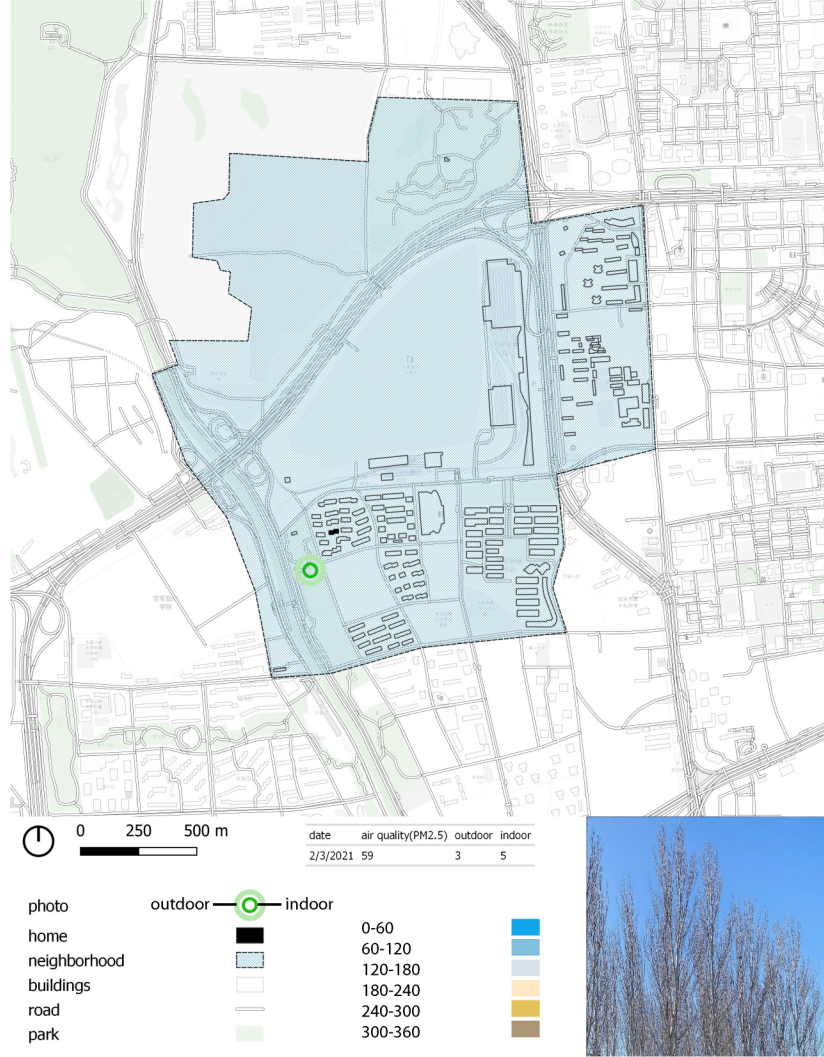 0 250 500 m
date air quality(PM2.5) outdoor indoor
2/3/2021 59 3 5
photo outdoor indoor
home
neighborhood
buildings
road
park
0-60
60-120
120-180
180-240
240-300
300-360